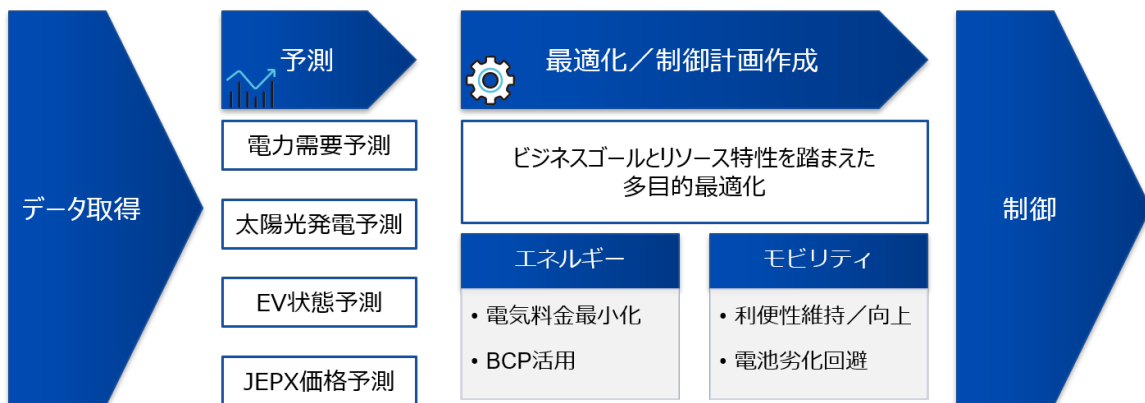 データ取得
予測
電力需要予測
太陽光発電予測
EV状態予測
JEPX価格予測
最適化／制御計画作成
ビジネスゴールとリソース特性を踏まえた
多目的最適化
エネルギー
• 電気料金最小化
• BCP活用
モビリティ
• 利便性維持／向上
• 電池劣化回避
制御